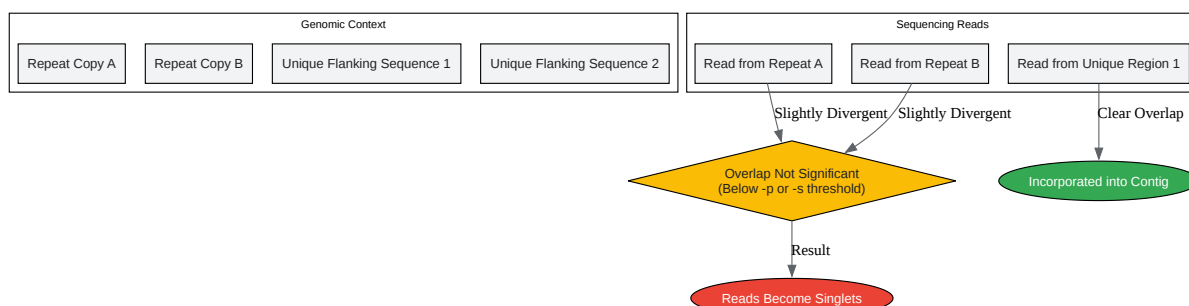 Genomic Context
Sequencing Reads
Repeat Copy A
Repeat Copy B
Unique Flanking Sequence 1
Unique Flanking Sequence 2
Read from Repeat A
Read from Repeat B
Read from Unique Region 1
Slightly Divergent
Slightly Divergent
Clear Overlap
Overlap Not Significant
(Below -p or -s threshold)
Incorporated into Contig
Result
Reads Become Singlets